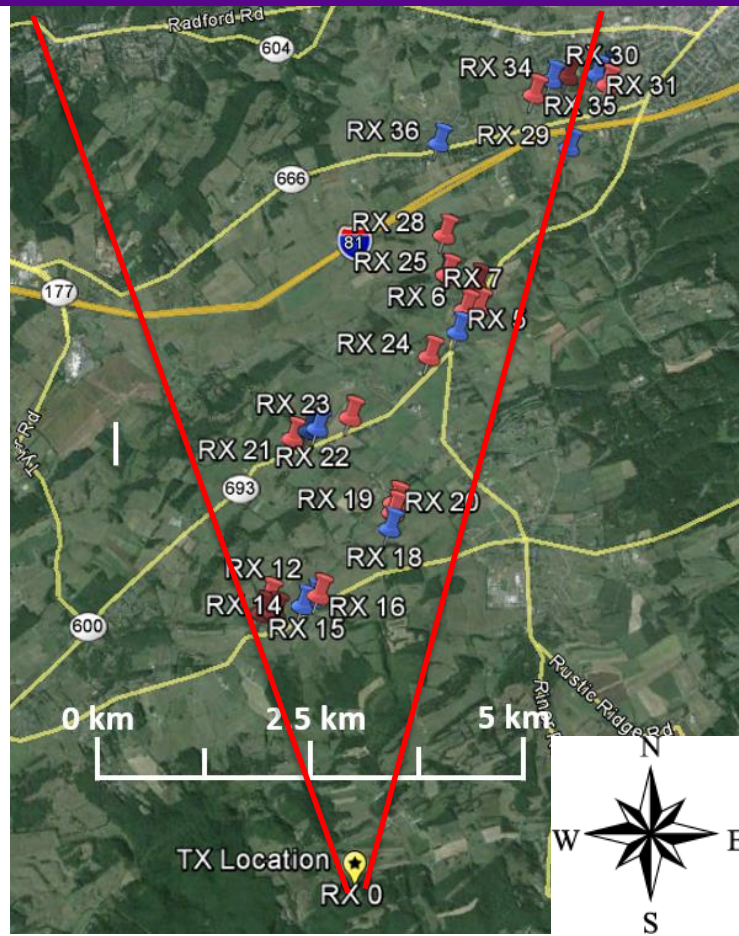 Radford Rd
604
RX 34
RX 30
RX 31
RX 35
RX 36
RX 29
666
RX 28
81
RX 25
RX 7
177
RX 6
RX 5
RX 24
RX 23
Tyler Rd
RX 21
RX 22
693
RX 19
RX 20
RX 18
RX 12
RX 14
RX 16
RX 15
600
Rustic Ridge Rd
0 km
2.5 km
5 km
N
W
E
S
TX Location
RX 0